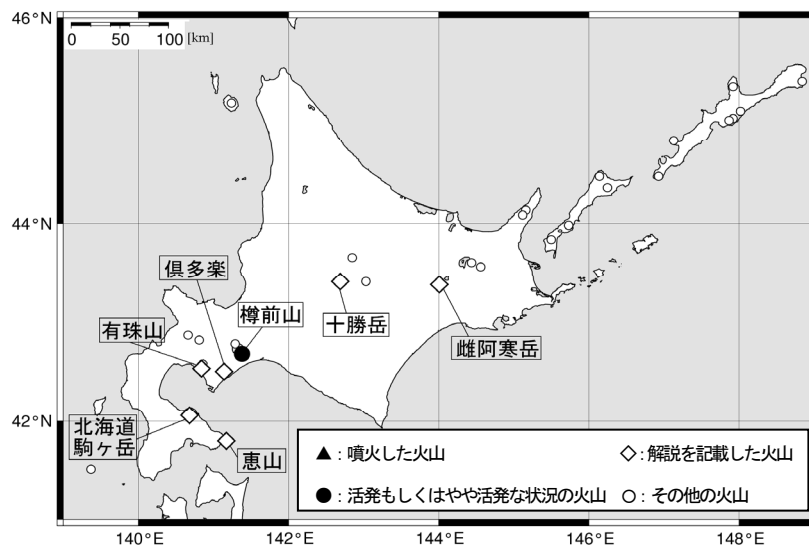 46°N
0 50 100 [km]
44°N
倶多楽
樽前山
有珠山
十勝岳
雌阿寒岳
42°N
北海道
駒ヶ岳
恵山
▲：噴火した火山
◇：解説を記載した火山
●：活発もしくはやや活発な状況の火山
○：その他の火山
140°E 142°E 144°E 146°E 148°E